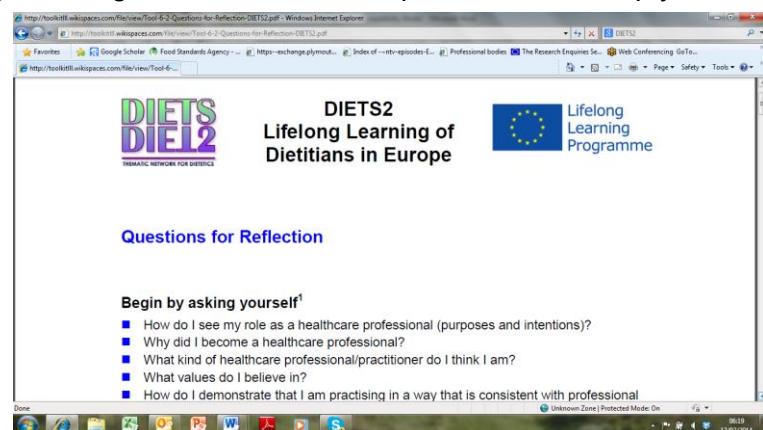 http://toolkitlll.wikispaces.com/file/view/Tool-6-2-Questions-for-Reflection-DIETS2.pdf - Windows Internet Explorer
http://toolkitlll.wikispaces.com/file/view/Tool-6-2-Questions-for-Reflection-DIETS2.pdf
DIETS2
Favorites
Google Scholar
Food Standards Agency - ...
https--exchange.plymout...
Index of ---ntv-episodes-E...
Professional bodies
The Research Enquiries Se...
Web Conferencing GoTo...
http://toolkitlll.wikispaces.com/file/view/Tool-6-...
Page
Safety
Tools
DIETS
DIET2
THEMATIC NETWORK FOR DIETETICS
DIETS2
Lifelong Learning of
Dietitians in Europe
Lifelong
Learning
Programme
Questions for Reflection
Begin by asking yourself1
How do I see my role as a healthcare professional (purposes and intentions)?
Why did I become a healthcare professional?
What kind of healthcare professional/practitioner do I think I am?
What values do I believe in?
How do I demonstrate that I am practising in a way that is consistent with professional
Done
Unknown Zone | Protected Mode: On
06:19